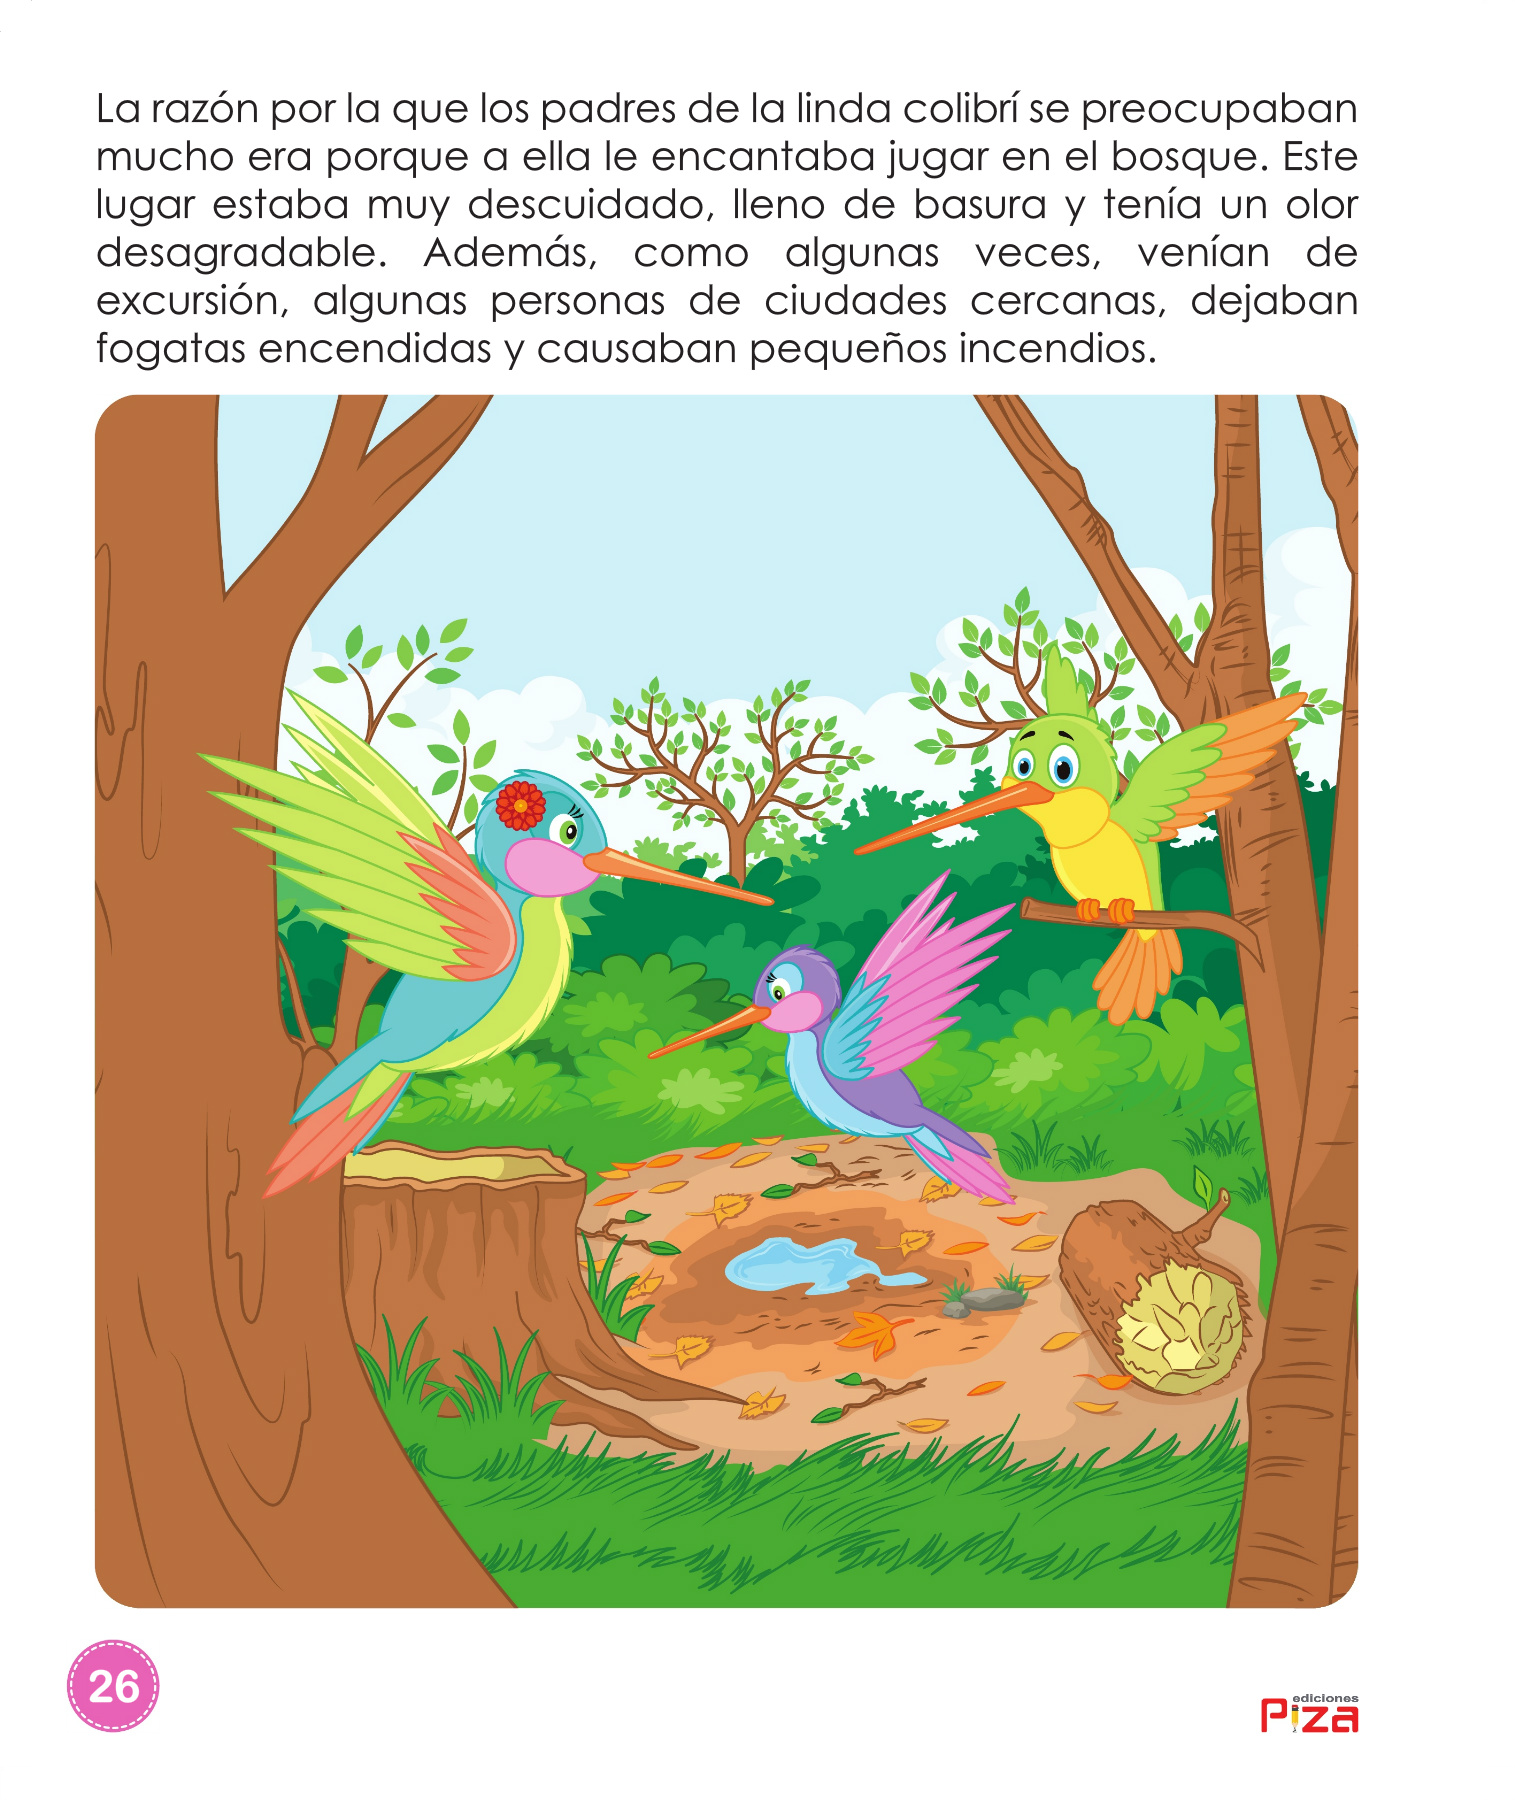 La razón por la que los padres de la linda colibrí se preocupaban
mucho era porque a ella le encantaba jugar en el bosque. Este
lugar estaba muy descuidado, lleno de basura y tenía un olor
desagradable. Además, como algunas veces, venían de
excursión, algunas personas de ciudades cercanas, dejaban
fogatas encendidas y causaban pequeños incendios.
26
ediciones
Piza